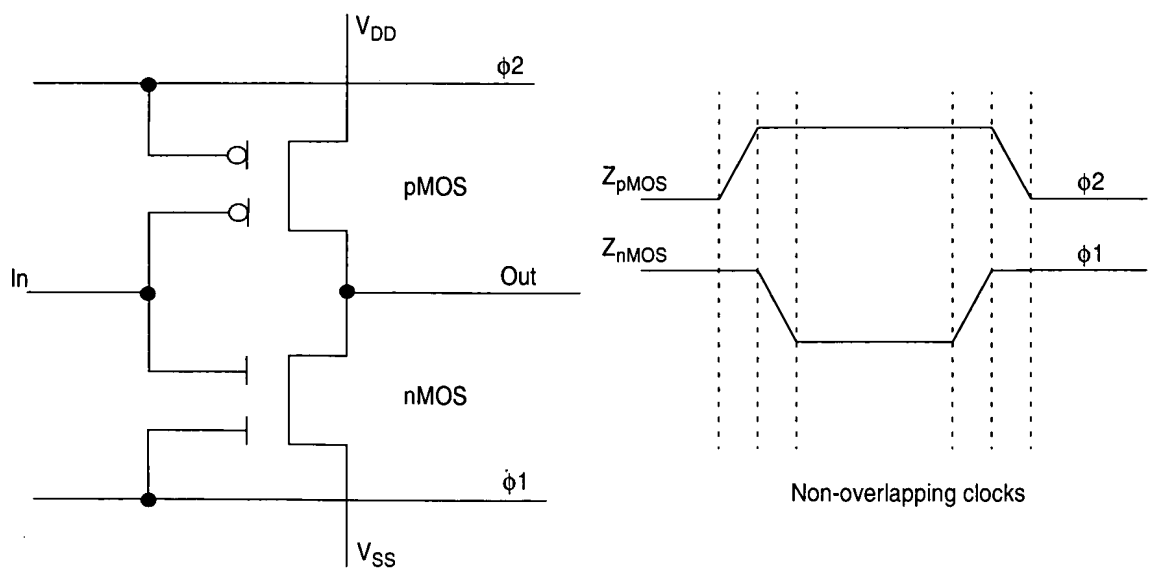 V_DD
ϕ2
pMOS
In
Out
nMOS
ϕ1
V_SS
Z_pMOS
ϕ2
Z_nMOS
ϕ1
Non-overlapping clocks